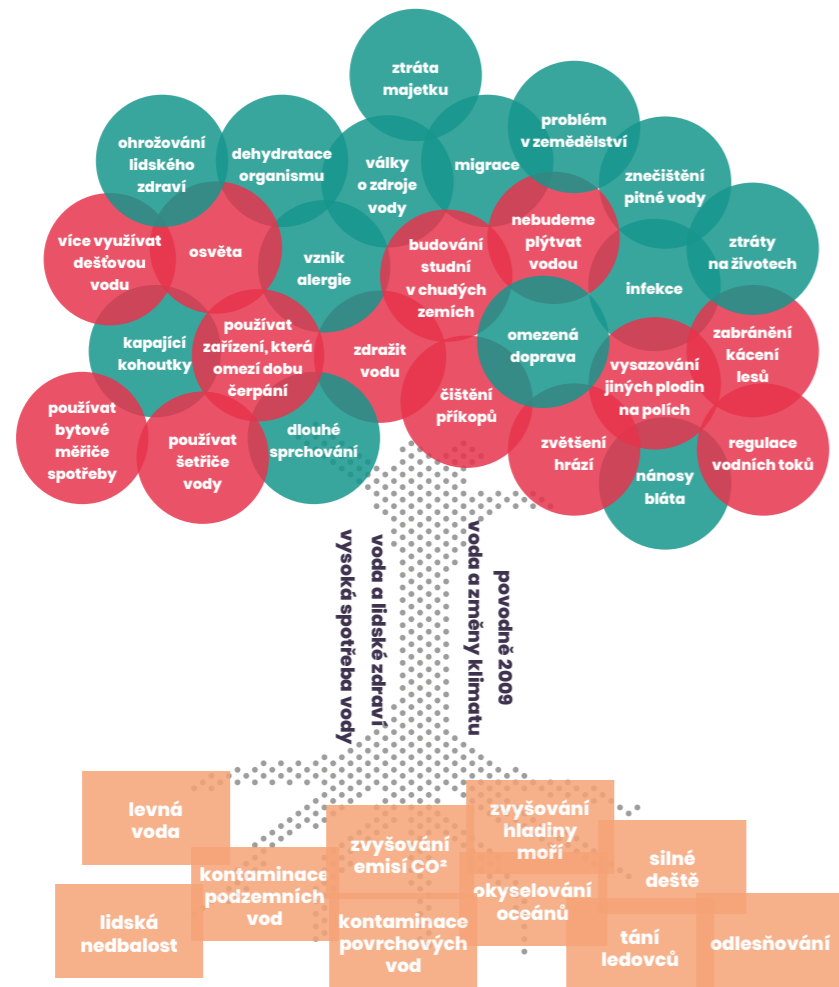 ztráta
majetku
problém
v zemědělství
ohrožování
lidského
zdraví
dehydratace
organismu
války
o zdroje
vody
migrace
znečištění
pitné vody
více využívat
dešťovou
vodu
osvěta
vznik
alergie
budování
studní
v chudých
zemích
nebudeme
plýtvat
vodou
infekce
ztráty
na životech
kapající
kohoutky
používat
zařízení, která
omezí dobu
čerpání
zdražit
vodu
omezená
doprava
vysazování
jiných plodin
na polích
zabránění
kácení
lesů
používat
bytové
měřiče
spotřeby
používat
šetřiče
vody
dlouhé
sprchování
čištění
příkopů
zvětšení
hrází
nánosy
bláta
regulace
vodních toků
vysoká spotřeba vody
voda a lidské zdraví
voda a změny klimatu
povodně 2009
levná
voda
kontaminace
podzemních
vod
lidská
nedbalost
zvyšování
emisí CO²
kontaminace
povrchových
vod
zvyšování
hladiny
moří
okyselování
oceánů
silné
deště
tání
ledovců
odlesňování